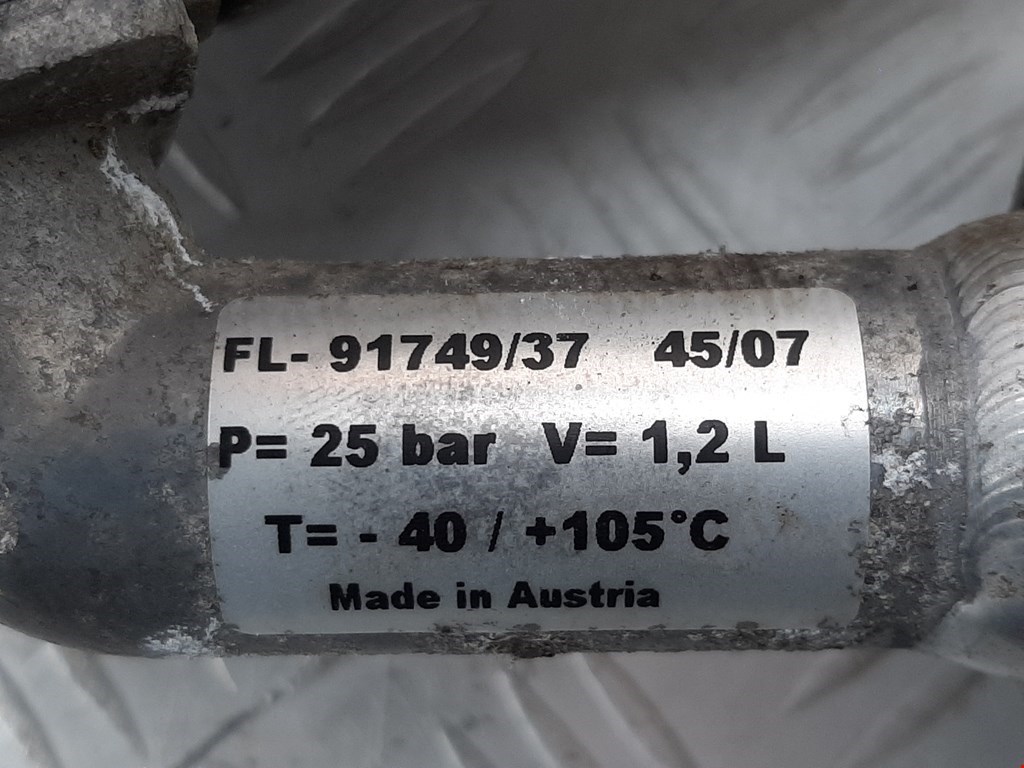 FL- 91749/37 45/07
P= 25 bar V= 1,2 L
T= - 40 / +105°C
Made in Austria